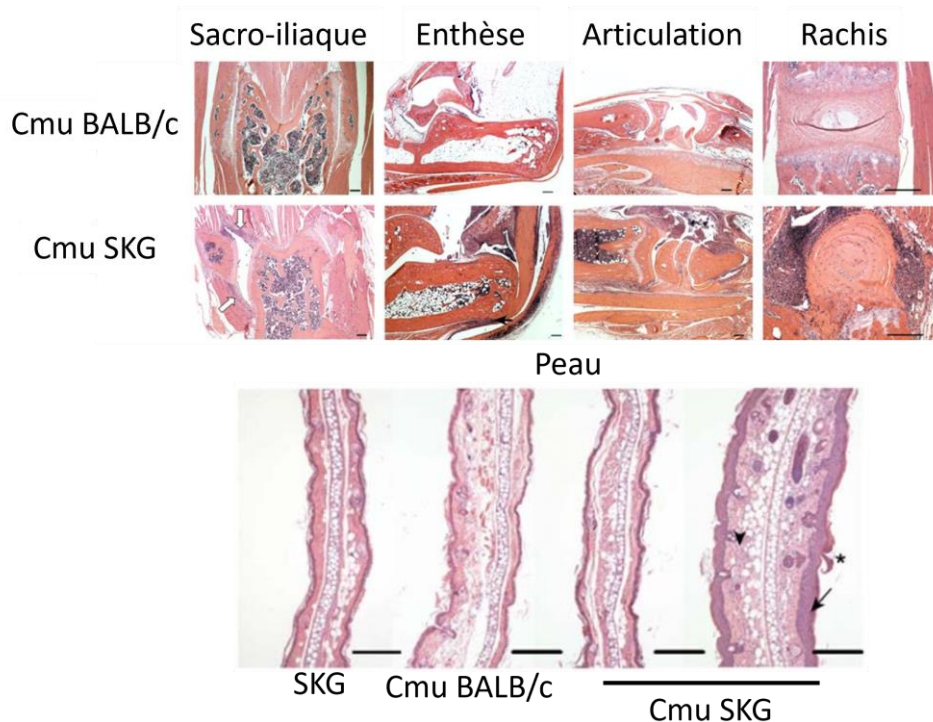 Sacro-iliaque Enthèse Articulation Rachis
Cmu BALB/c
Cmu SKG
Peau
*
SKG Cmu BALB/c
Cmu SKG